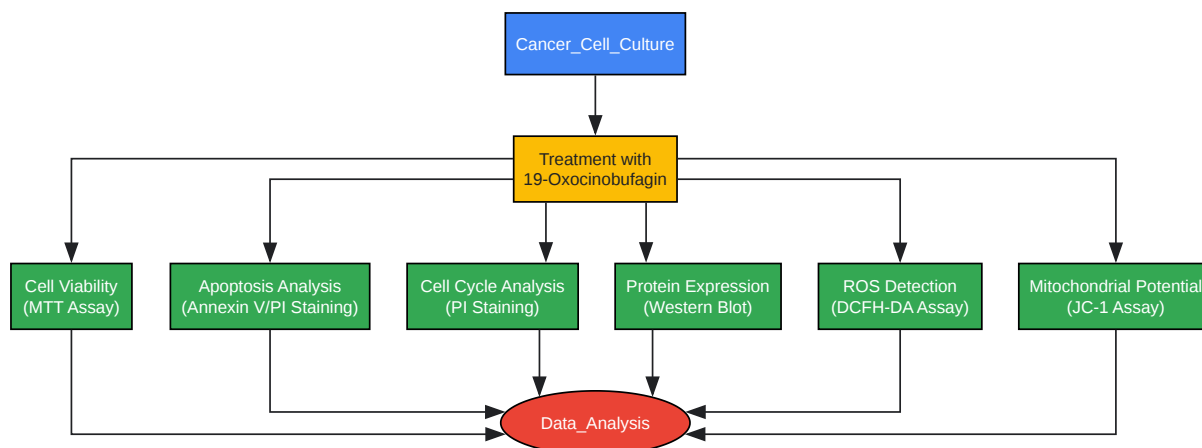 Cancer_Cell_Culture
Treatment with
19-Oxocinobufagin
Cell Viability
(MTT Assay)
Apoptosis Analysis
(Annexin V/PI Staining)
Cell Cycle Analysis
(PI Staining)
Protein Expression
(Western Blot)
ROS Detection
(DCFH-DA Assay)
Mitochondrial Potential
(JC-1 Assay)
Data_Analysis